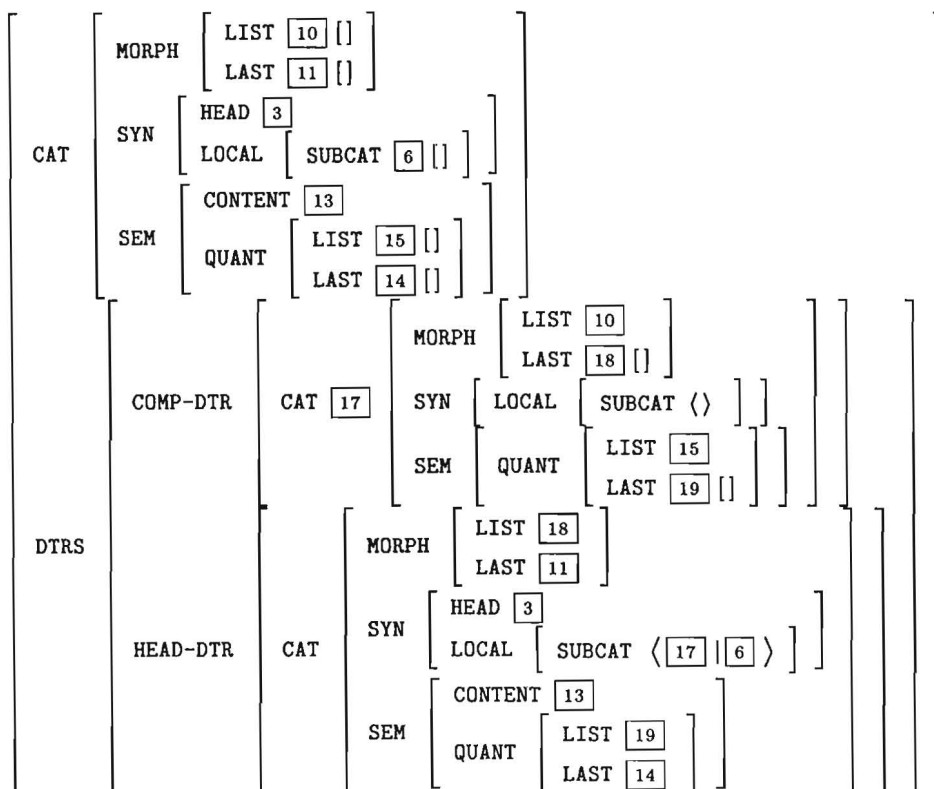 LIST 10 []
MORPH
LAST 11 []
HEAD 3
SYN
LOCAL SUBCAT 6 []
CAT
CONTENT 13
SEM
LIST 15 []
QUANT
LAST 14 []
LIST 10
MORPH
LAST 18 []
COMP-DTR CAT 17 SYN LOCAL SUBCAT ⟨⟩
LIST 15
SEM QUANT
LAST 19 []
LIST 18
DTRS MORPH
LAST 11
HEAD 3
SYN
HEAD-DTR CAT LOCAL SUBCAT ⟨ 17 | 6 ⟩
CONTENT 13
SEM
LIST 19
QUANT
LAST 14